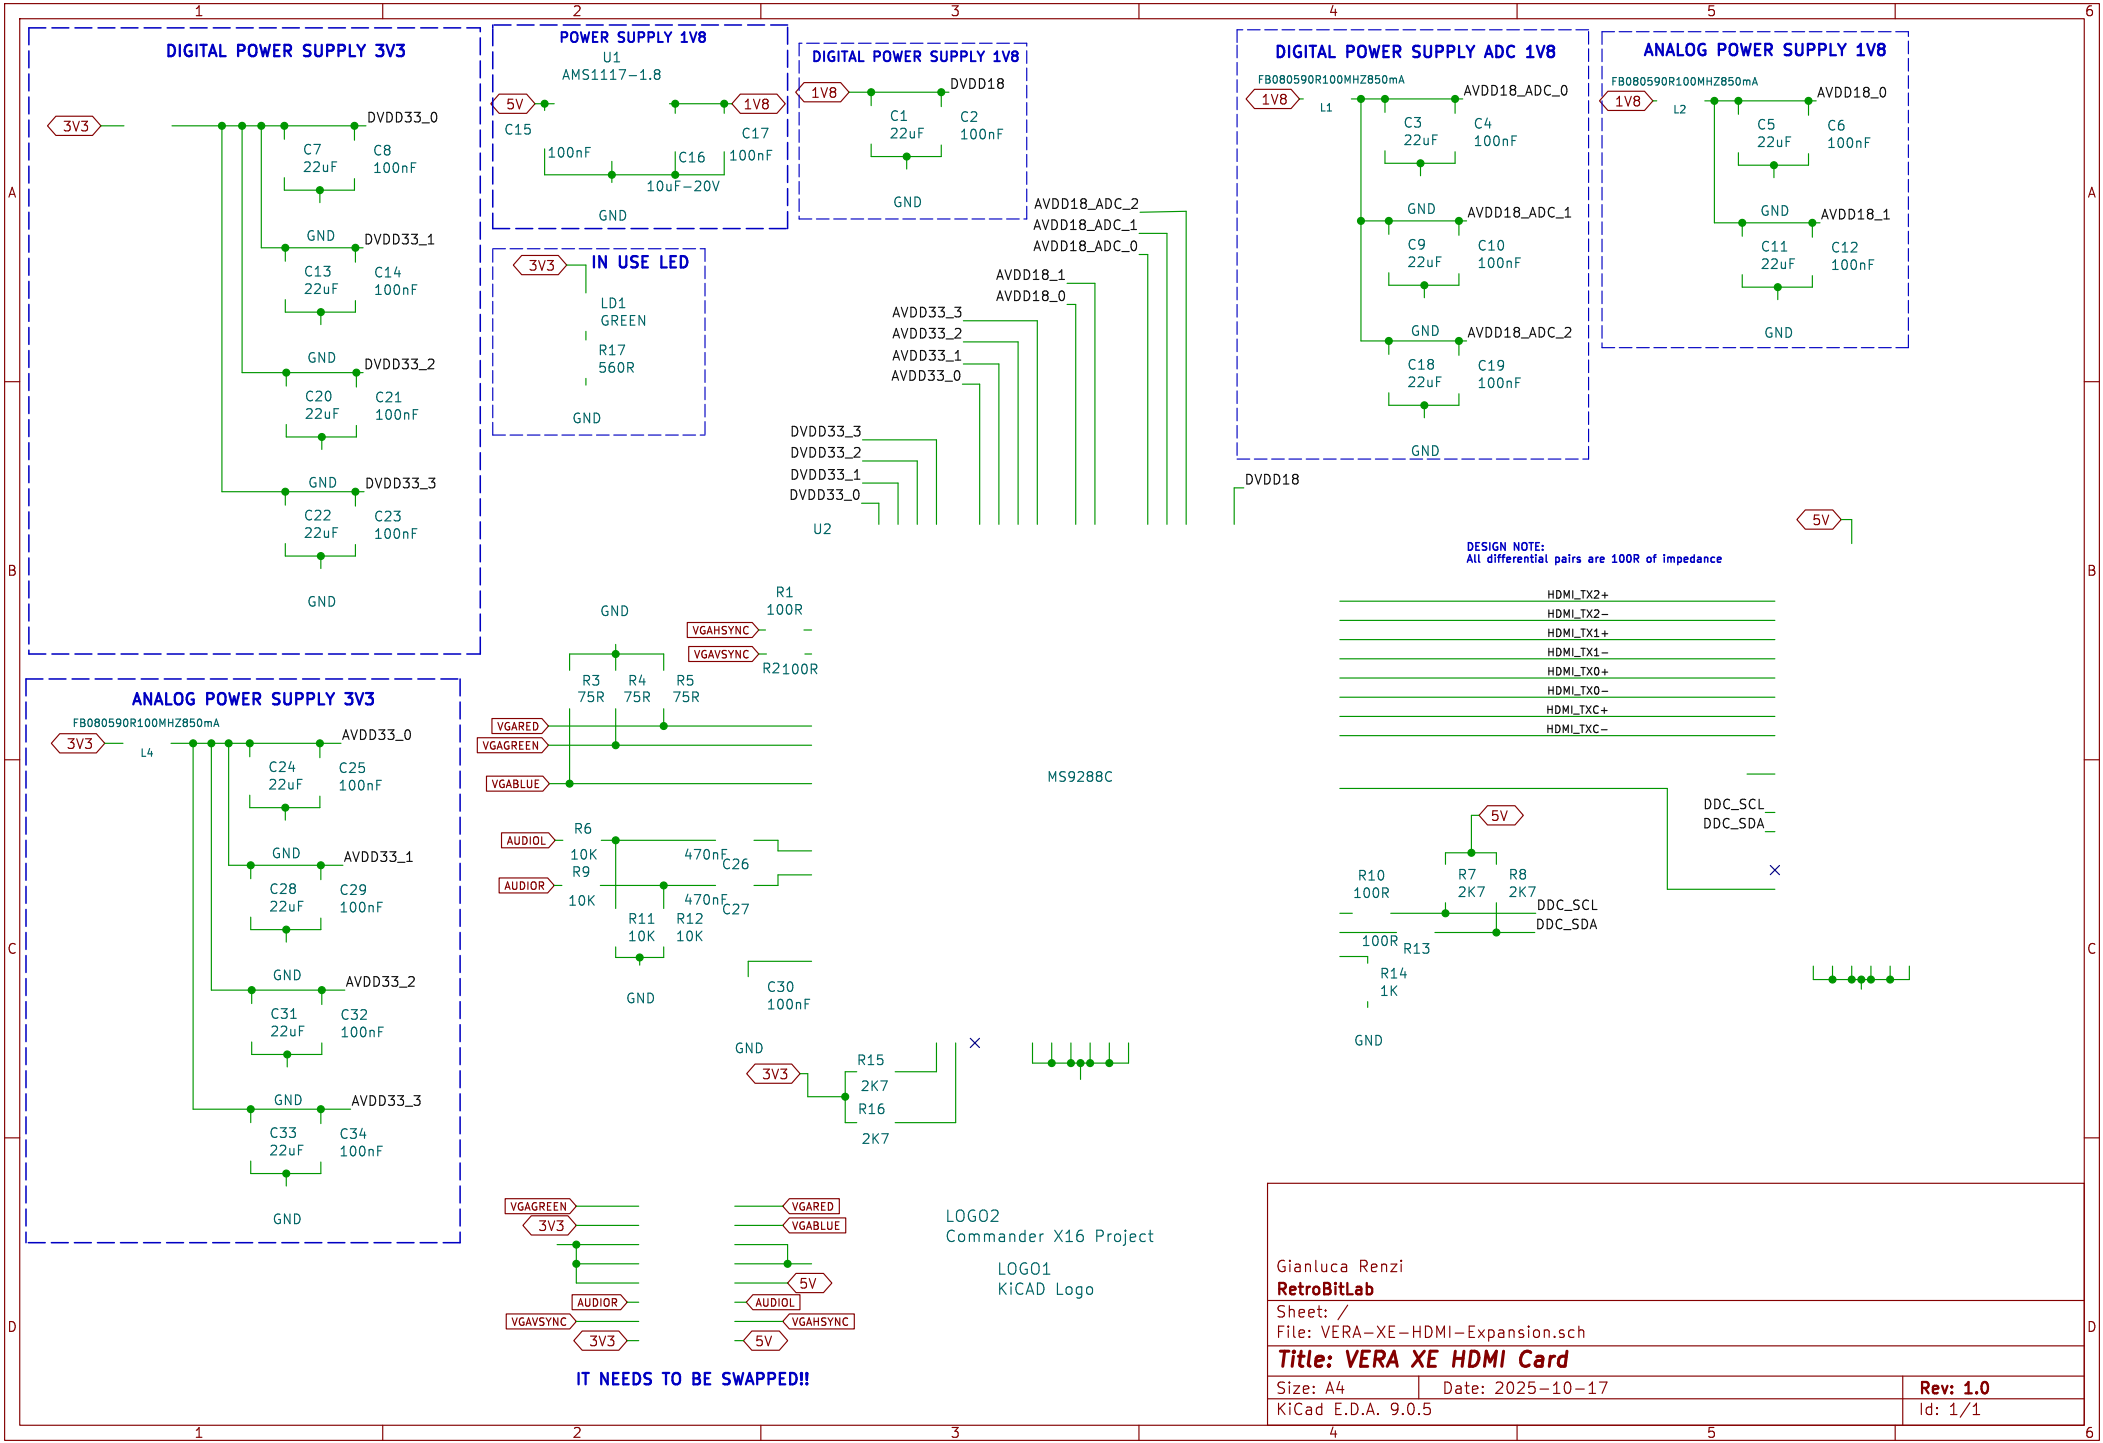 1 2 3 4 5 6
DIGITAL POWER SUPPLY 3V3
3V3
DVDD33_0
C7
22uF
C8
100nF
GND
DVDD33_1
C13
22uF
C14
100nF
GND
DVDD33_2
C20
22uF
C21
100nF
GND
DVDD33_3
C22
22uF
C23
100nF
GND
POWER SUPPLY 1V8
U1
AMS1117-1.8
5V
1V8
C15
100nF
C16
10uF-20V
C17
100nF
GND
DIGITAL POWER SUPPLY 1V8
1V8
DVDD18
C1
22uF
C2
100nF
GND
DIGITAL POWER SUPPLY ADC 1V8
FB080590R100MHZ850mA
1V8
L1
AVDD18_ADC_0
C3
22uF
C4
100nF
GND
AVDD18_ADC_1
C9
22uF
C10
100nF
GND
AVDD18_ADC_2
C18
22uF
C19
100nF
GND
ANALOG POWER SUPPLY 1V8
FB080590R100MHZ850mA
1V8
L2
AVDD18_0
C5
22uF
C6
100nF
GND
AVDD18_1
C11
22uF
C12
100nF
GND
IN USE LED
3V3
LD1
GREEN
R17
560R
GND
AVDD18_ADC_2
AVDD18_ADC_1
AVDD18_ADC_0
AVDD18_1
AVDD18_0
AVDD33_3
AVDD33_2
AVDD33_1
AVDD33_0
DVDD33_3
DVDD33_2
DVDD33_1
DVDD33_0
DVDD18
U2
MS9288C
5V
DESIGN NOTE:
All differential pairs are 100R of impedance
HDMI_TX2+
HDMI_TX2-
HDMI_TX1+
HDMI_TX1-
HDMI_TX0+
HDMI_TX0-
HDMI_TXC+
HDMI_TXC-
DDC_SCL
DDC_SDA
5V
R7
2K7
R8
2K7
R10
100R
DDC_SCL
DDC_SDA
100R
R13
R14
1K
GND
R1
100R
VGAHSYNC
VGAVSYNC
R2
100R
GND
R3
75R
R4
75R
R5
75R
VGARED
VGAGREEN
VGABLUE
AUDIOL
R6
10K
470nF
C26
AUDIOR
R9
10K
470nF
C27
R11
10K
R12
10K
GND
C30
100nF
GND
3V3
R15
2K7
R16
2K7
ANALOG POWER SUPPLY 3V3
FB080590R100MHZ850mA
3V3
L4
AVDD33_0
C24
22uF
C25
100nF
GND
AVDD33_1
C28
22uF
C29
100nF
GND
AVDD33_2
C31
22uF
C32
100nF
GND
AVDD33_3
C33
22uF
C34
100nF
GND
VGAGREEN
VGARED
3V3
VGABLUE
5V
AUDIOR
AUDIOL
VGAVSYNC
VGAHSYNC
3V3
5V
IT NEEDS TO BE SWAPPED!!
LOGO2
Commander X16 Project
LOGO1
KiCAD Logo
Gianluca Renzi
RetroBitLab
Sheet: /
File: VERA-XE-HDMI-Expansion.sch
Title: VERA XE HDMI Card
Size: A4
Date: 2025-10-17
Rev: 1.0
KiCad E.D.A. 9.0.5
Id: 1/1
A A
B B
C C
D D
1 2 3 4 5 6